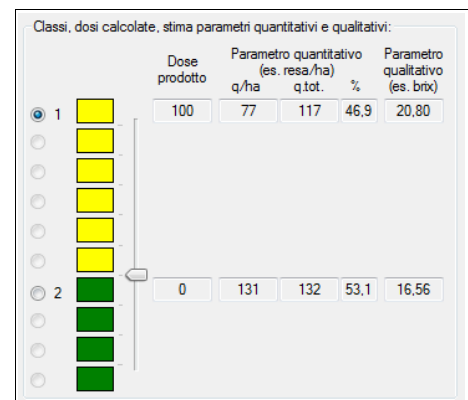 Classi, dosi calcolate, stima parametri quantitativi e qualitativi:
Dose prodotto
Parametro quantitativo (es. resa/ha)
q/ha q.tot. %
Parametro qualitativo (es. brix)
1 100 77 117 46,9 20,80
2 0 131 132 53,1 16,56